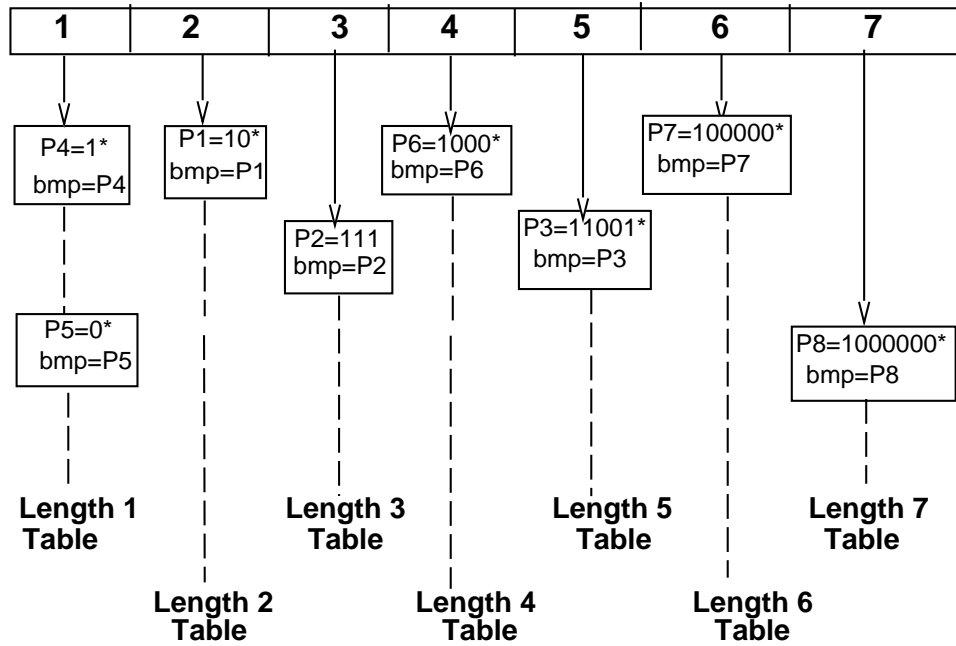 1 2 3 4 5 6 7
P4=1*
bmp=P4
P1=10*
bmp=P1
P6=1000*
bmp=P6
P7=100000*
bmp=P7
P2=111
bmp=P2
P3=11001*
bmp=P3
P5=0*
bmp=P5
P8=1000000*
bmp=P8
Length 1
Table
Length 3
Table
Length 5
Table
Length 7
Table
Length 2
Table
Length 4
Table
Length 6
Table